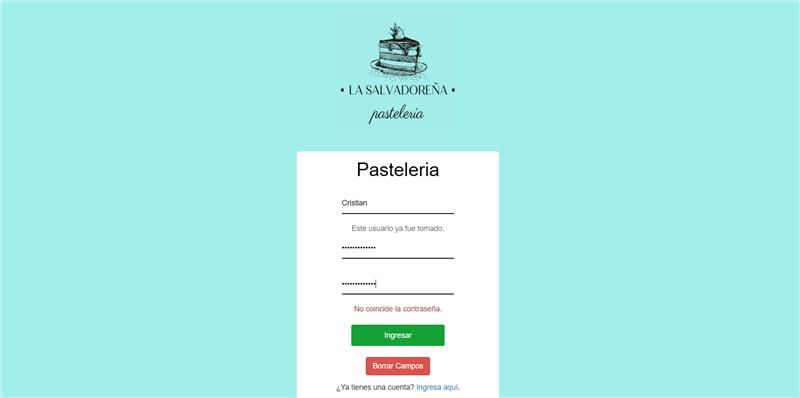 • LA SALVADOREÑA •
pastelería
Pasteleria
Cristian
Este usuario ya fue tomado.
•••••••••••••
•••••••••••••
No coincide la contraseña.
Ingresar
Borrar Campos
¿Ya tienes una cuenta? Ingresa aquí.